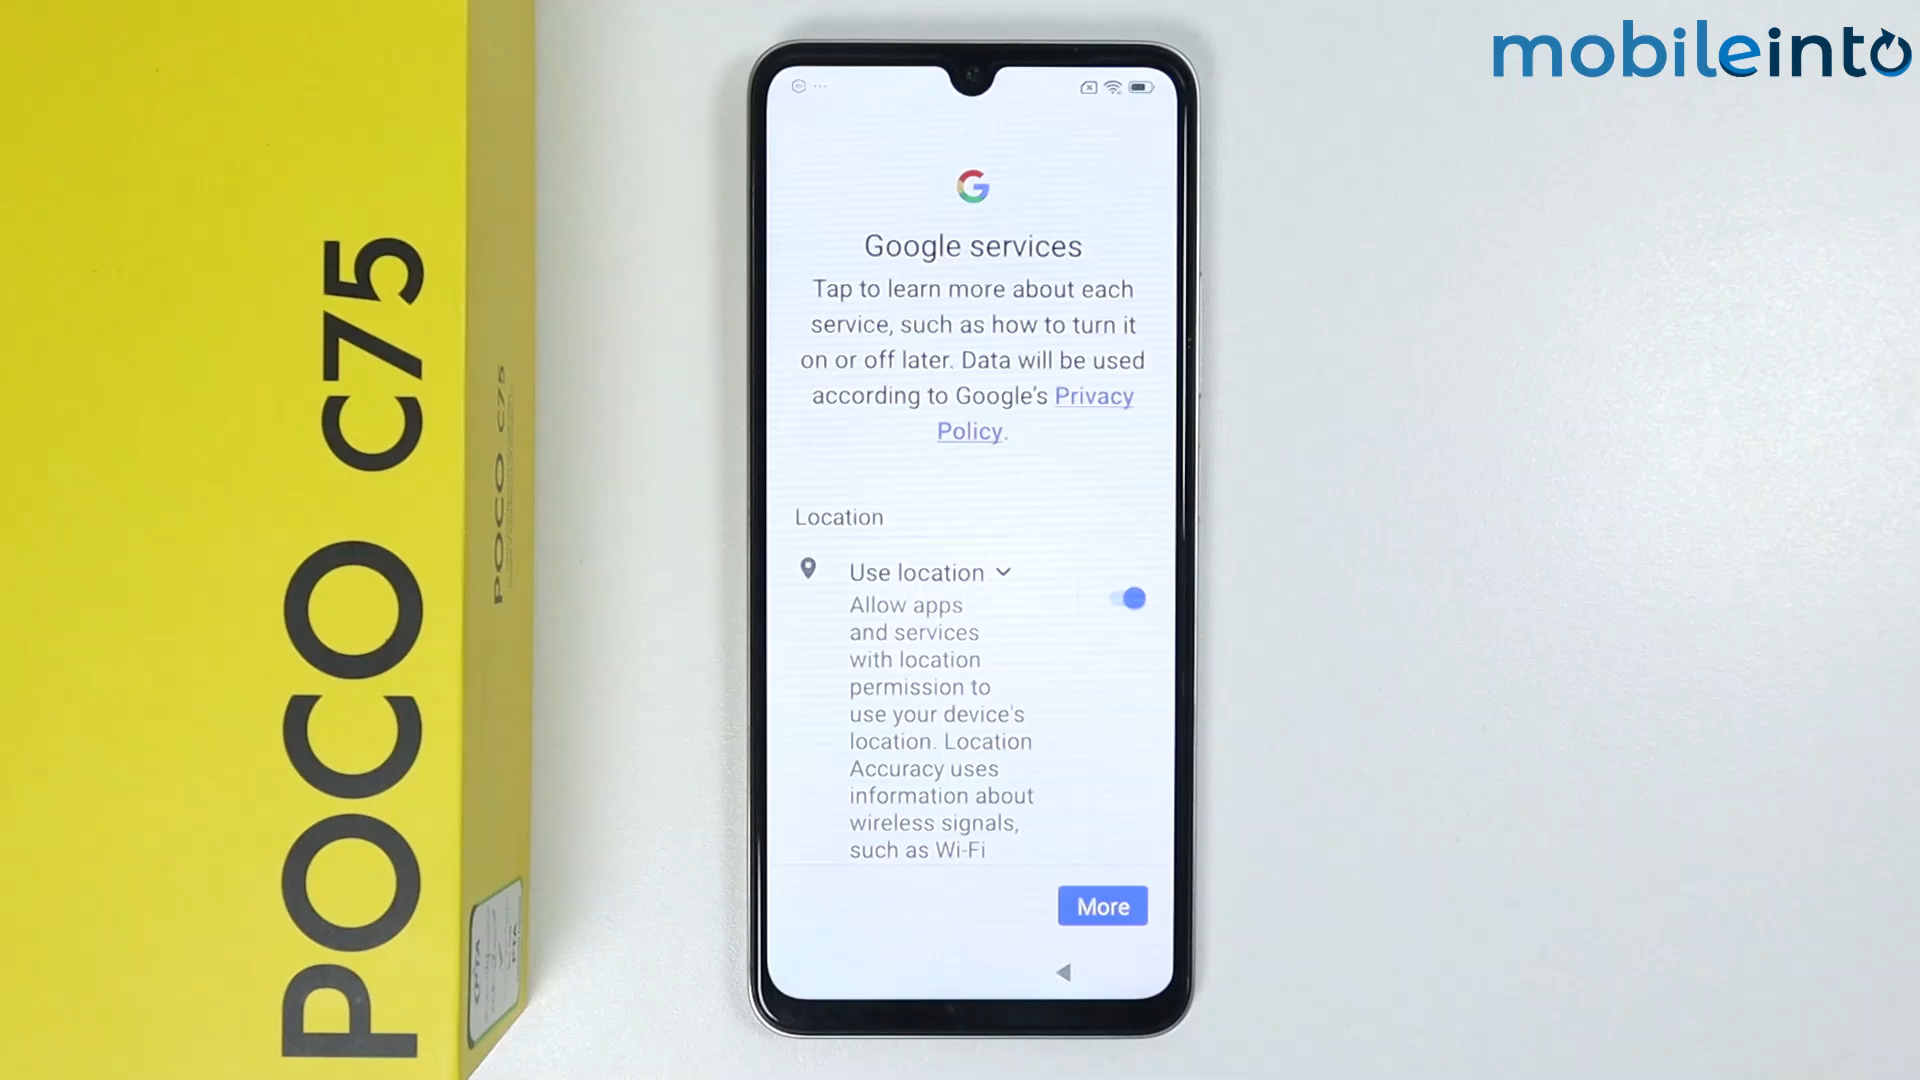 mobileinto
POCO C75
POCO C75
Google services
Tap to learn more about each
service, such as how to turn it
on or off later. Data will be used
according to Google's Privacy
Policy.
Location
Use location
Allow apps
and services
with location
permission to
use your device's
location. Location
Accuracy uses
information about
wireless signals,
such as Wi-Fi
More